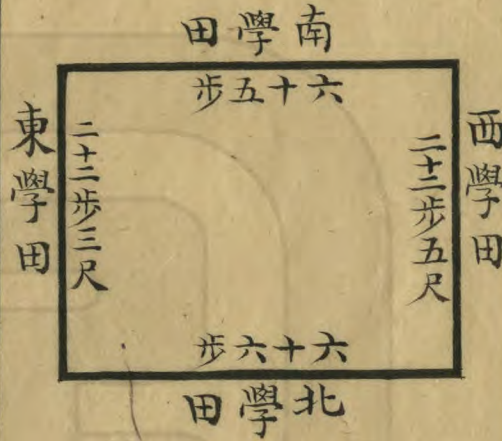 南學田
六十五步
西學田
二十二步五尺
二十二步三尺
東學田
六十六步
北學田